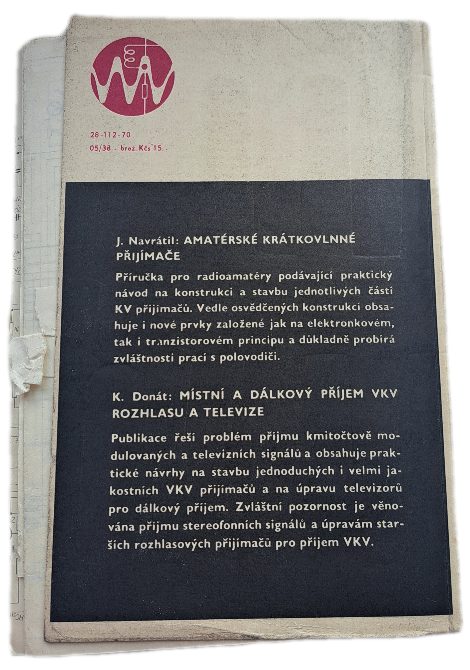 28-112-70
05/38 - brož. Kčs 15,-
J. Navrátil: AMATÉRSKÉ KRÁTKOVLNNÉ
PŘIJÍMAČE
Příručka pro radioamatéry podávající praktický
návod na konstrukci a stavbu jednotlivých částí
KV přijímačů. Vedle osvědčených konstrukcí obsa-
huje i nové prvky založené jak na elektronkovém,
tak i tranzistorovém principu a důkladně probírá
zvláštnosti prací s polovodiči.
K. Donát: MÍSTNÍ A DÁLKOVÝ PŘÍJEM VKV
ROZHLASU A TELEVIZE
Publikace řeší problém příjmu kmitočtově mo-
dulovaných a televizních signálů a obsahuje prak-
tické návrhy na stavbu jednoduchých i velmi ja-
kostních VKV přijímačů a na úpravu televizorů
pro dálkový příjem. Zvláštní pozornost je věno-
vána příjmu stereofonních signálů a úpravám star-
ších rozhlasových přijímačů pro příjem VKV.